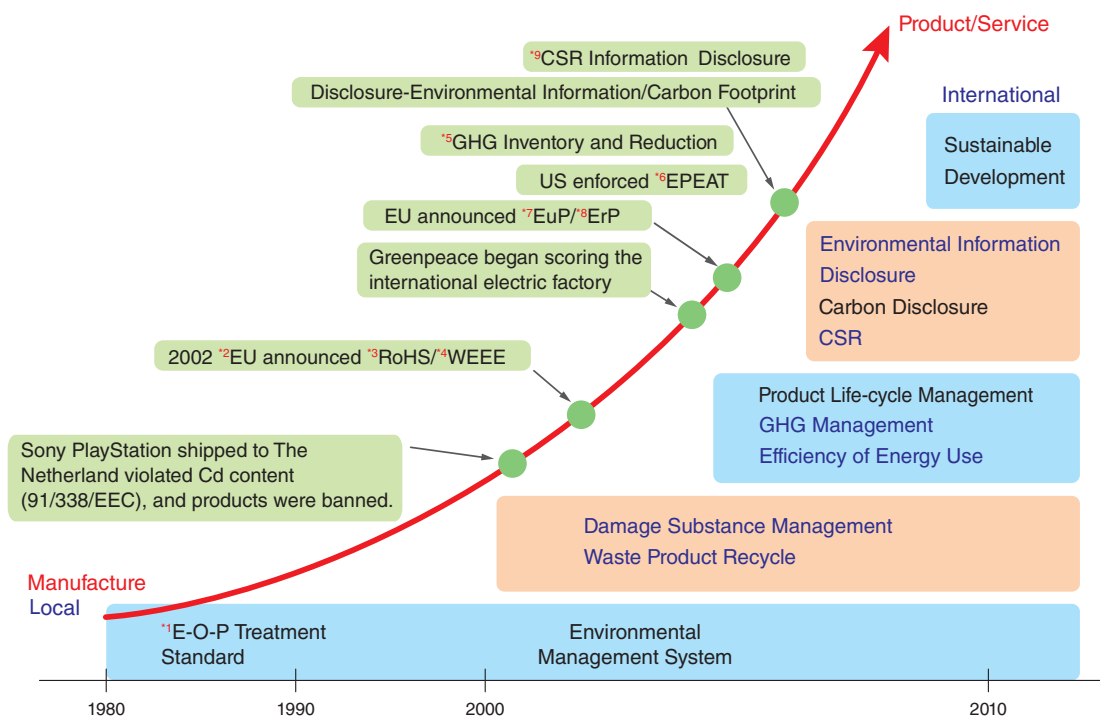 Product/Service
*9CSR Information Disclosure
Disclosure-Environmental Information/Carbon Footprint
International
*5GHG Inventory and Reduction
Sustainable
Development
US enforced *6EPEAT
EU announced *7EuP/*8ErP
Greenpeace began scoring the
international electric factory
Environmental Information
Disclosure
Carbon Disclosure
CSR
2002 *2EU announced *3RoHS/*4WEEE
Product Life-cycle Management
GHG Management
Efficiency of Energy Use
Sony PlayStation shipped to The
Netherland violated Cd content
(91/338/EEC), and products were banned.
Damage Substance Management
Waste Product Recycle
Manufacture
Local
*1E-O-P Treatment
Standard
Environmental
Management System
1980
1990
2000
2010